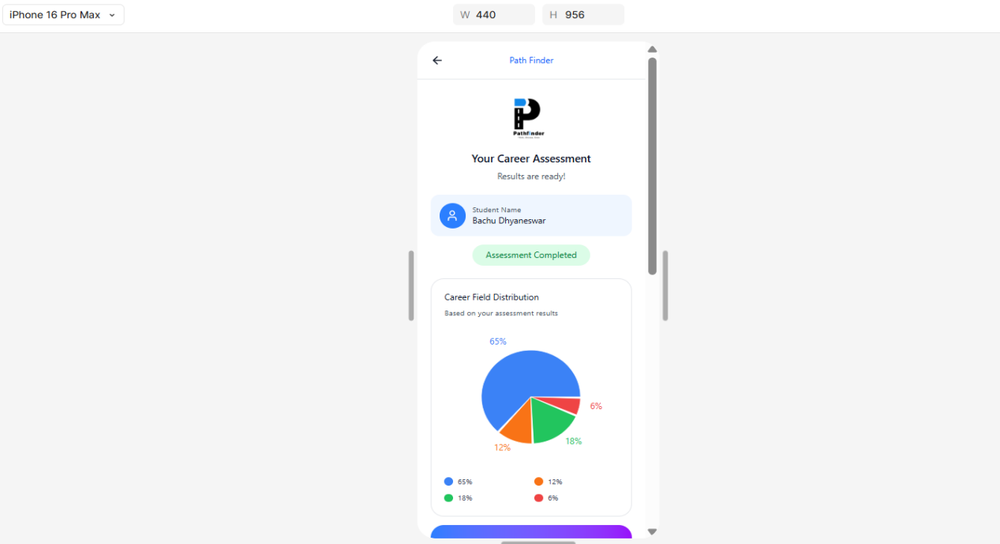 iPhone 16 Pro Max
W 440 H 956
Path Finder
Pathfinder
Your Career Assessment
Results are ready!
Student Name
Bachu Dhyaneswar
Assessment Completed
Career Field Distribution
Based on your assessment results
65%
6%
18%
12%
65% 12%
18% 6%